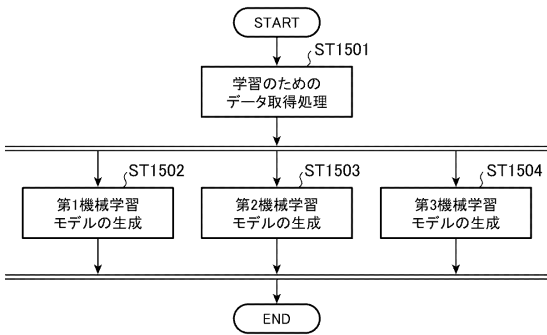 START
ST1501
学習のための
データ取得処理
ST1502
ST1503
ST1504
第1機械学習
モデルの生成
第2機械学習
モデルの生成
第3機械学習
モデルの生成
END